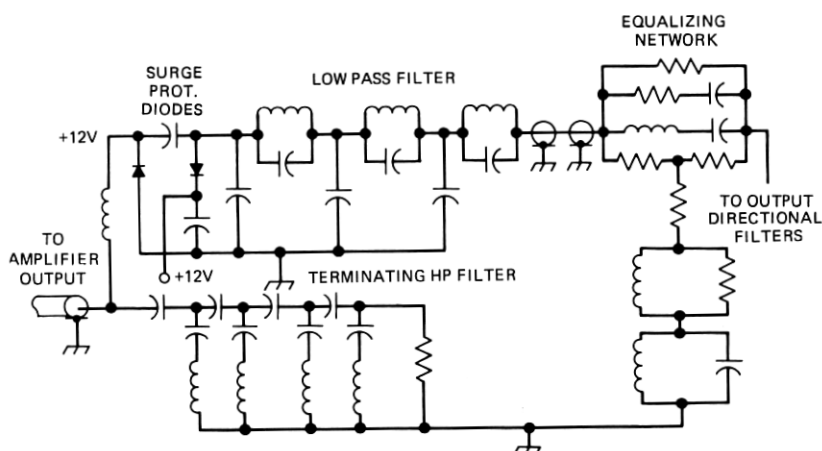 EQUALIZING
NETWORK
SURGE
PROT.
DIODES
LOW PASS FILTER
+12V
TO OUTPUT
DIRECTIONAL
FILTERS
TO
AMPLIFIER
OUTPUT
+12V
TERMINATING HP FILTER